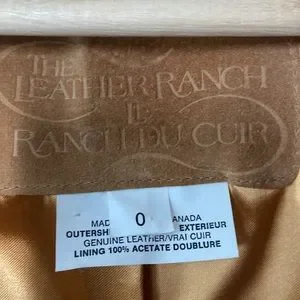 THE
LEATHER RANCH
LE
RANCH DU CUIR
0
MAD ANADA
OUTERSH EXTERIEUR
GENUINE LEATHER/VRAI CUIR
LINING 100% ACETATE DOUBLURE